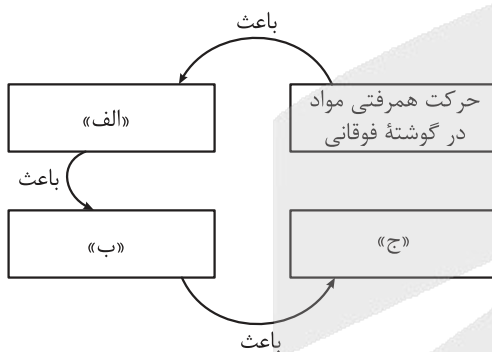 باعث
حرکت همرفتی مواد
در گوشتهٔ فوقانی
«الف»
باعث
«ج»
«ب»
باعث